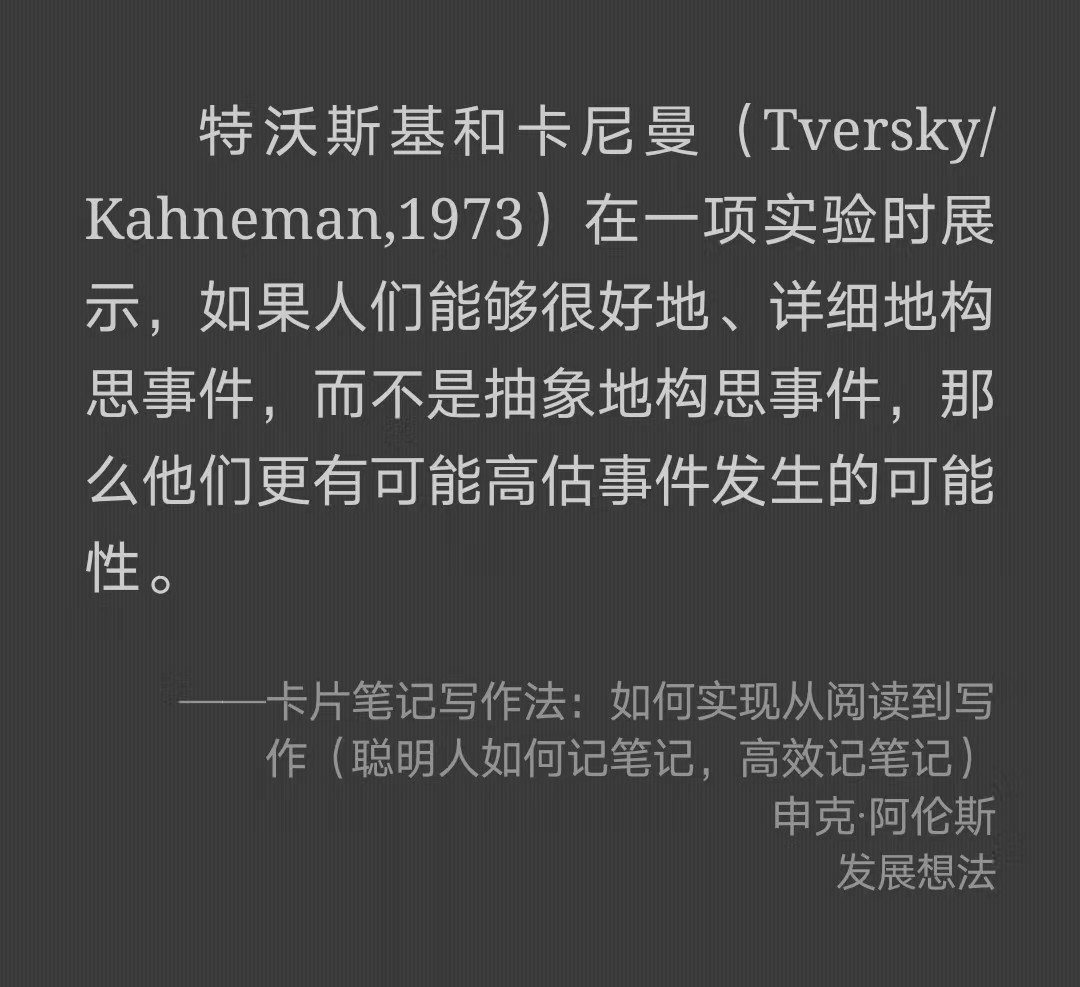 特沃斯基和卡尼曼（Tversky/
Kahneman,1973）在一项实验时展
示，如果人们能够很好地、详细地构
思事件，而不是抽象地构思事件，那
么他们更有可能高估事件发生的可能
性。
——卡片笔记写作法：如何实现从阅读到写
作（聪明人如何记笔记，高效记笔记）
申克·阿伦斯
发展想法